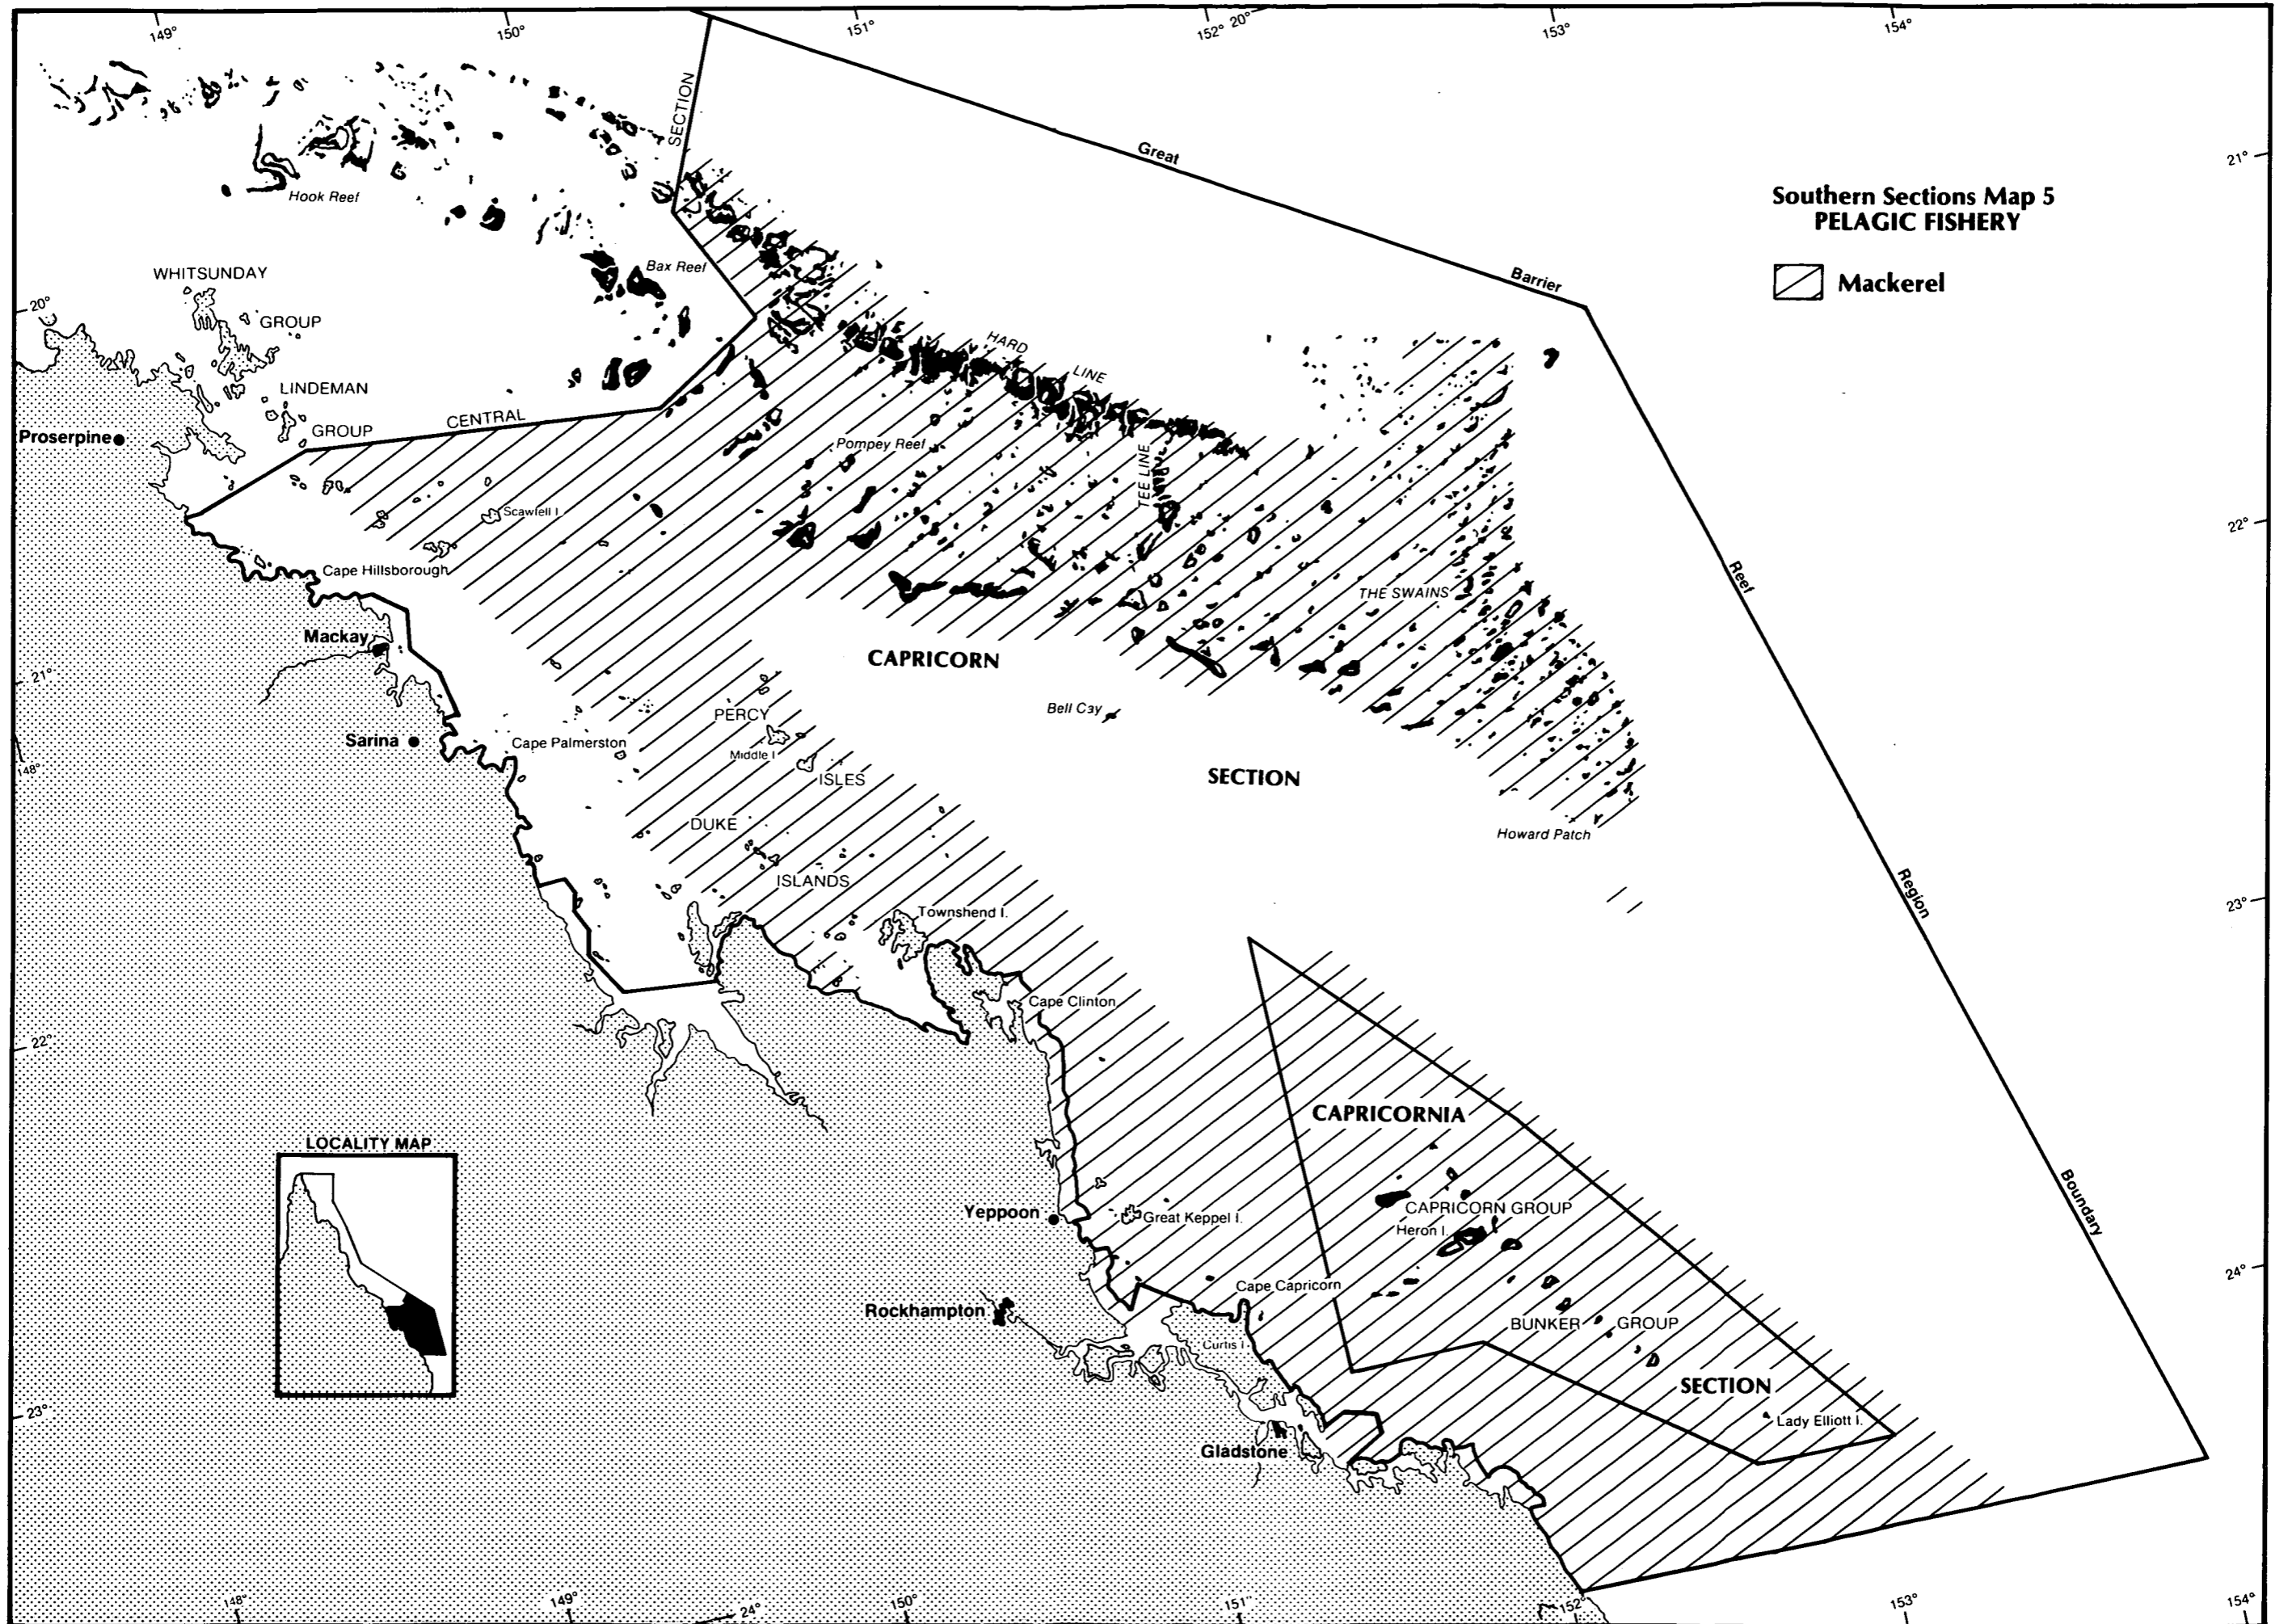 149°
150°
151°
152° 20°
153°
154°
SECTION
Great
21°
Southern Sections Map 5
PELAGIC FISHERY
Hook Reef
WHITSUNDAY
Bax Reef
Barrier
Mackerel
20°
GROUP
HARD
LINE
LINDEMAN
CENTRAL
GROUP
Proserpine
Pompey Reef
TEE LINE
Scawfell I.
22°
Cape Hillsborough
Reef
THE SWAINS
Mackay
CAPRICORN
21°
PERCY
Bell Cay
Sarina
Cape Palmerston
Middle I.
148°
ISLES
SECTION
DUKE
Howard Patch
ISLANDS
Region
Townshend I.
23°
Cape Clinton
22°
CAPRICORNIA
LOCALITY MAP
Boundary
CAPRICORN GROUP
Yeppoon
Great Keppel I.
Heron I.
24°
Cape Capricorn
Rockhampton
BUNKER GROUP
Curtis I.
SECTION
23°
Lady Elliott I.
Gladstone
148°
149°
24°
150°
151°
152°
153°
154°